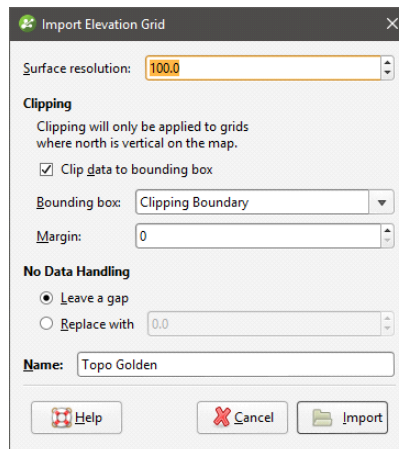 Import Elevation Grid
Surface resolution: 100.0
Clipping
Clipping will only be applied to grids
where north is vertical on the map.
Clip data to bounding box
Bounding box: Clipping Boundary
Margin: 0
No Data Handling
Leave a gap
Replace with 0.0
Name: Topo Golden
Help Cancel Import